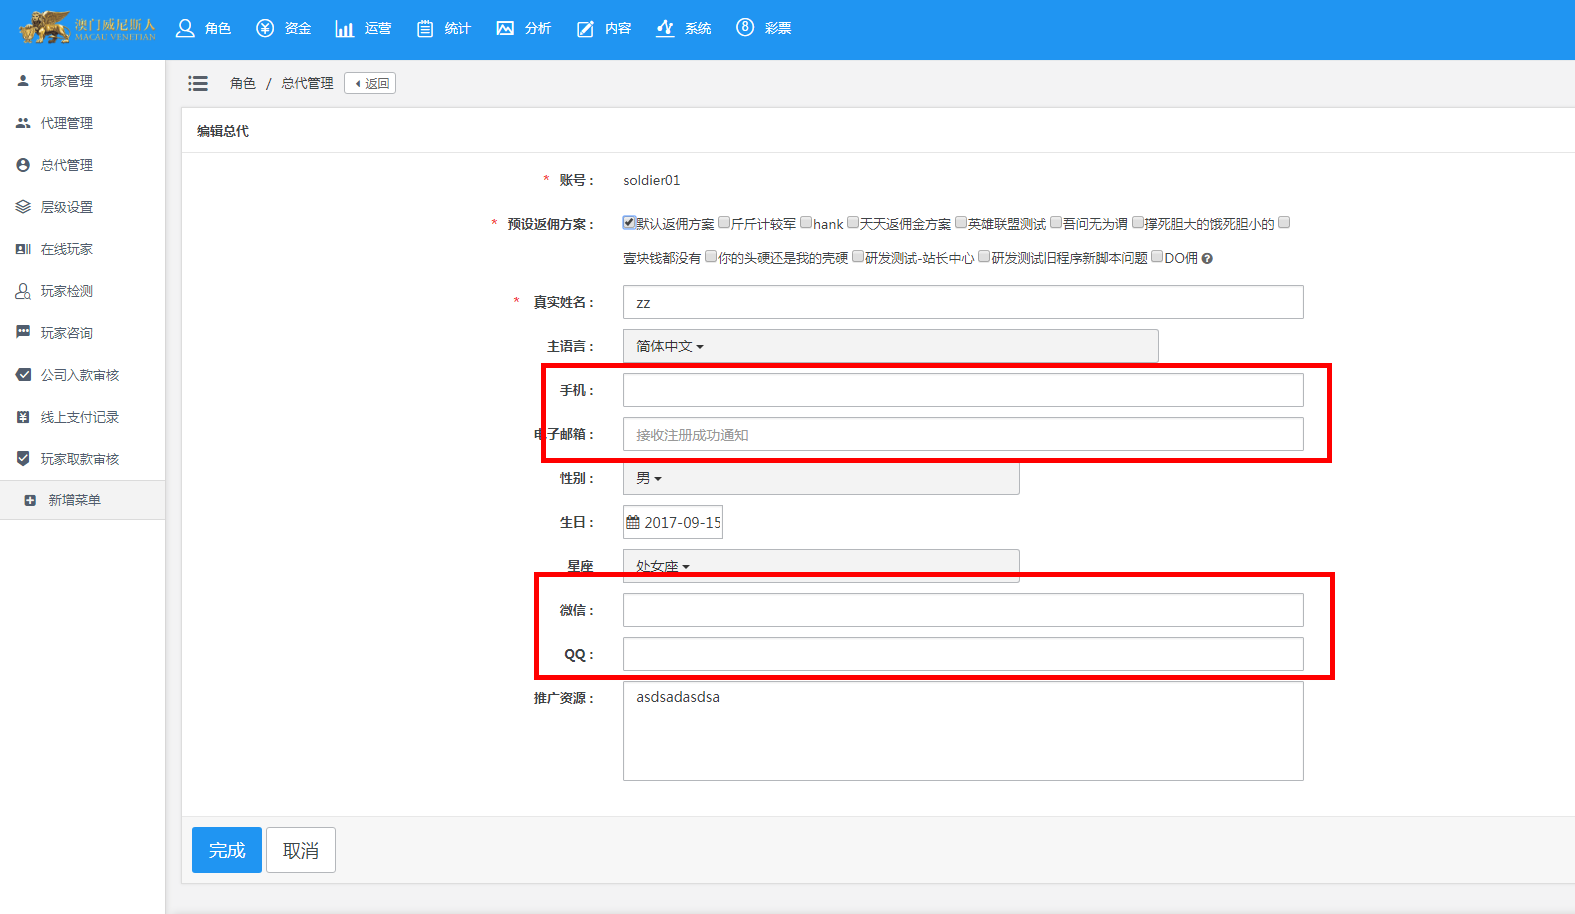 澳门威尼斯人
MACAU VENETIAN
角色 资金 运营 统计 分析 内容 系统 彩票
玩家管理
代理管理
总代管理
层级设置
在线玩家
玩家检测
玩家咨询
公司入款审核
线上支付记录
玩家取款审核
新增菜单
角色 / 总代管理 返回
编辑总代
* 账号： soldier01
* 预设返佣方案： 默认返佣方案 斤斤计较军 hank 天天返佣金方案 英雄联盟测试 吾问无为谓 撑死胆大的饿死胆小的
壹块钱都没有 你的头硬还是我的壳硬 研发测试-站长中心 研发测试旧程序新脚本问题 DO佣
* 真实姓名： zz
主语言： 简体中文
手机：
电子邮箱： 接收注册成功通知
性别： 男
生日： 2017-09-15
星座 处女座
微信：
QQ：
推广资源： asdsadasdsa
完成 取消